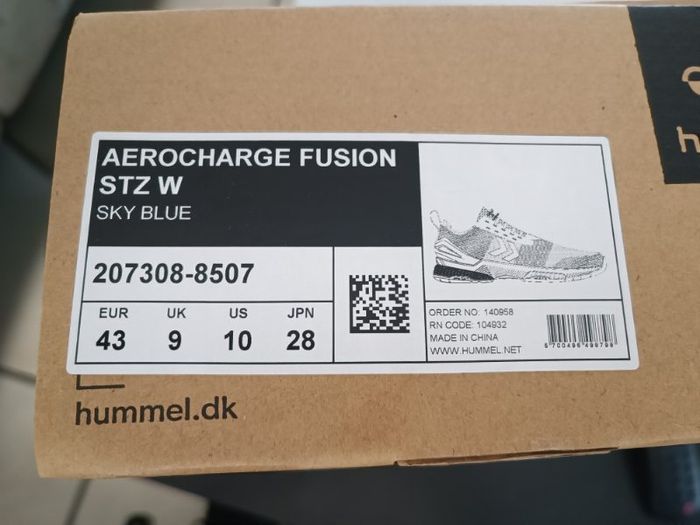 AEROCHARGE FUSION
STZ W
SKY BLUE
207308-8507
EUR UK US JPN
43 9 10 28
ORDER NO: 140958
RN CODE: 104932
MADE IN CHINA
WWW.HUMMEL.NET
hummel.dk